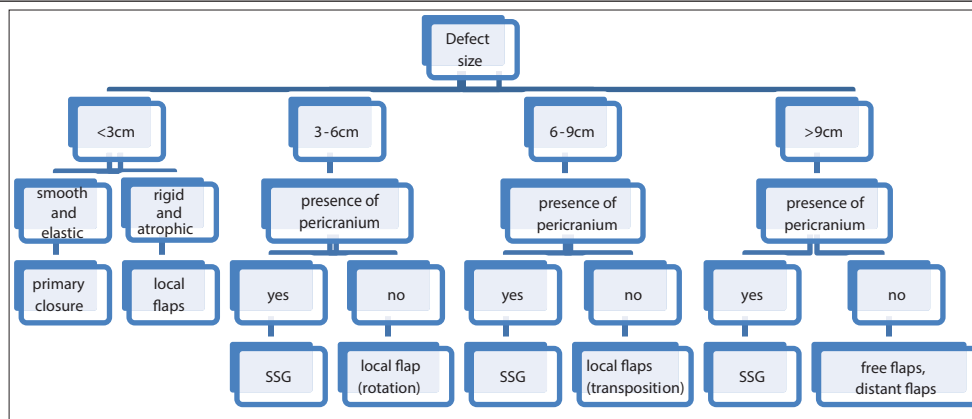 Defect
size
<3cm
3-6cm
6-9cm
>9cm
smooth
and
elastic
rigid
and
atrophic
presence of
pericranium
presence of
pericranium
presence of
pericranium
primary
closure
local
flaps
yes
no
yes
no
yes
no
SSG
local flap
(rotation)
SSG
local flaps
(transposition)
SSG
free flaps,
distant flaps